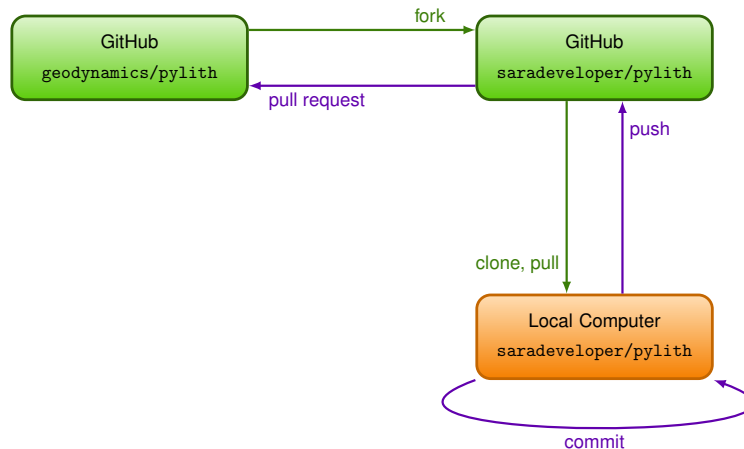 fork
GitHub
geodynamics/pylith
GitHub
saradeveloper/pylith
pull request
push
clone, pull
Local Computer
saradeveloper/pylith
commit